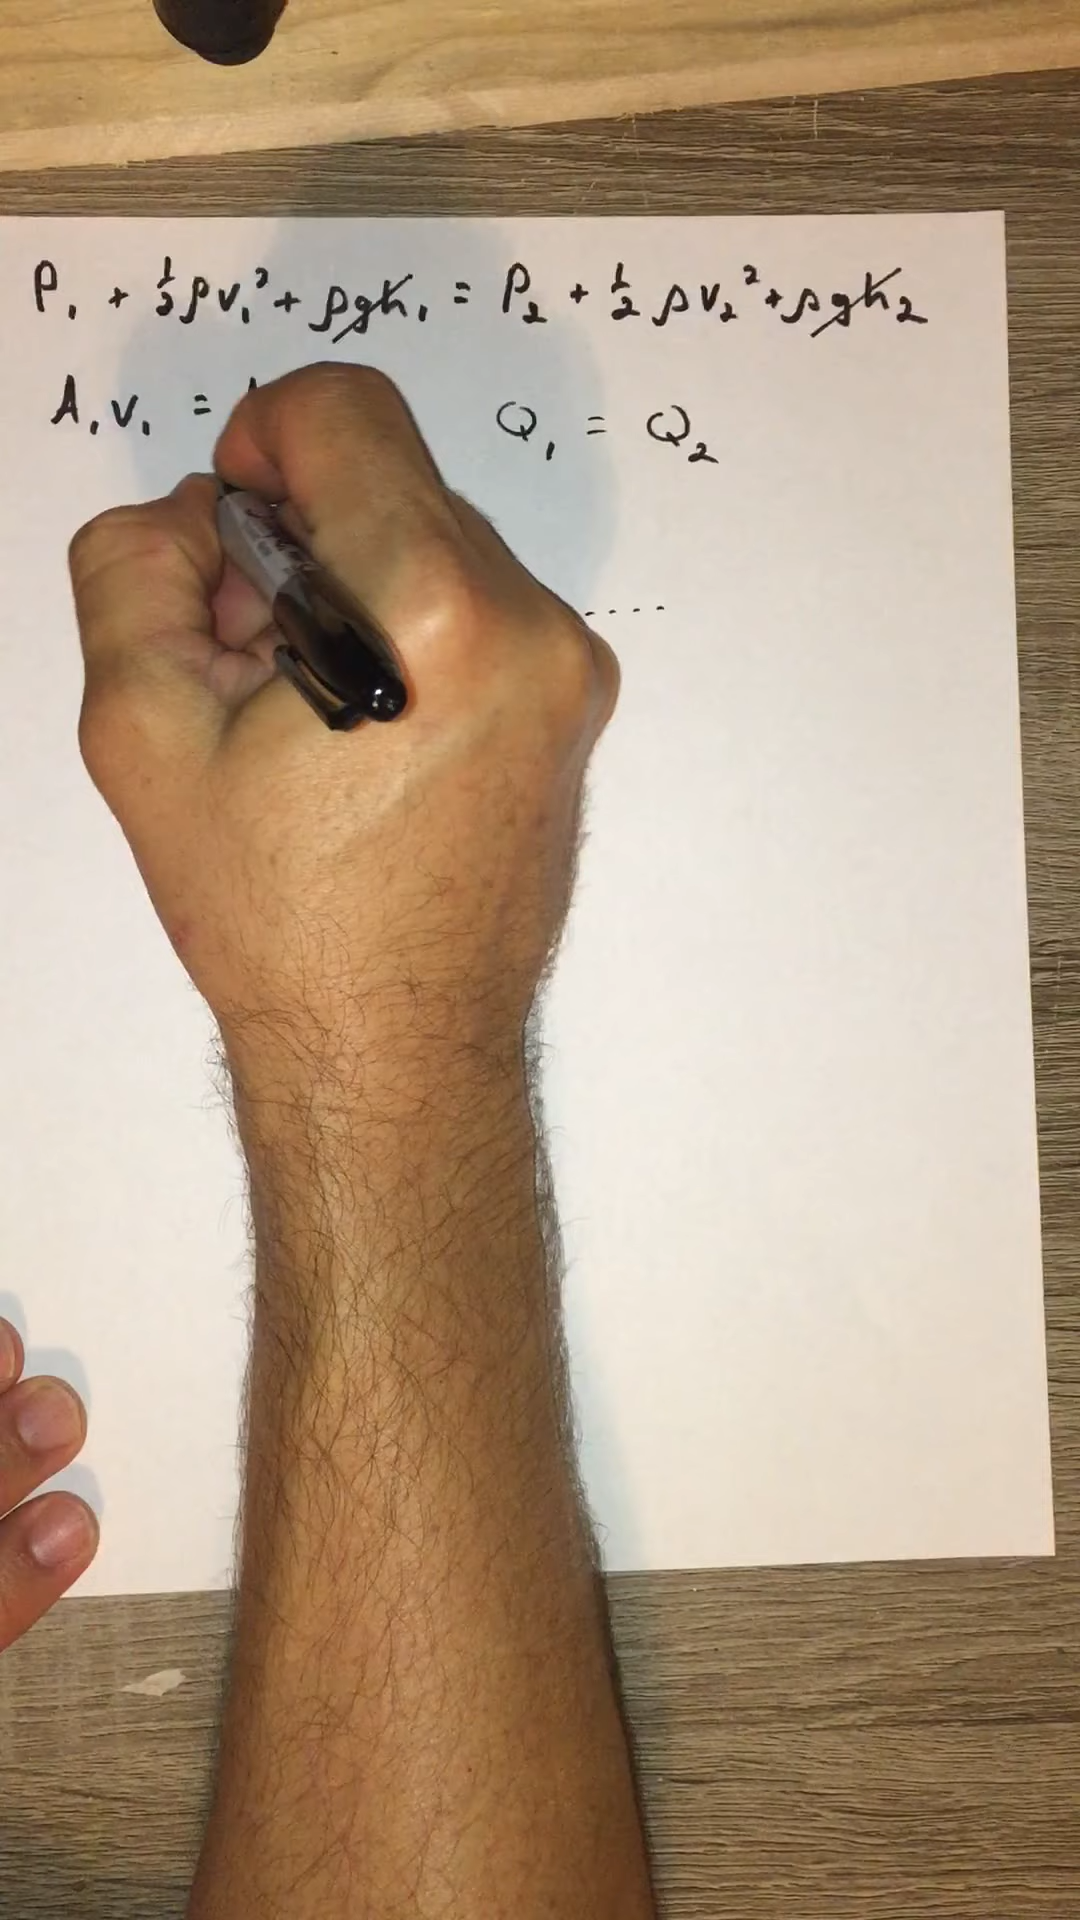 P₁ + ½ρv₁² + ρgh₁ = P₂ + ½ρv₂² + ρgh₂
A₁v₁ =
Q₁ = Q₂